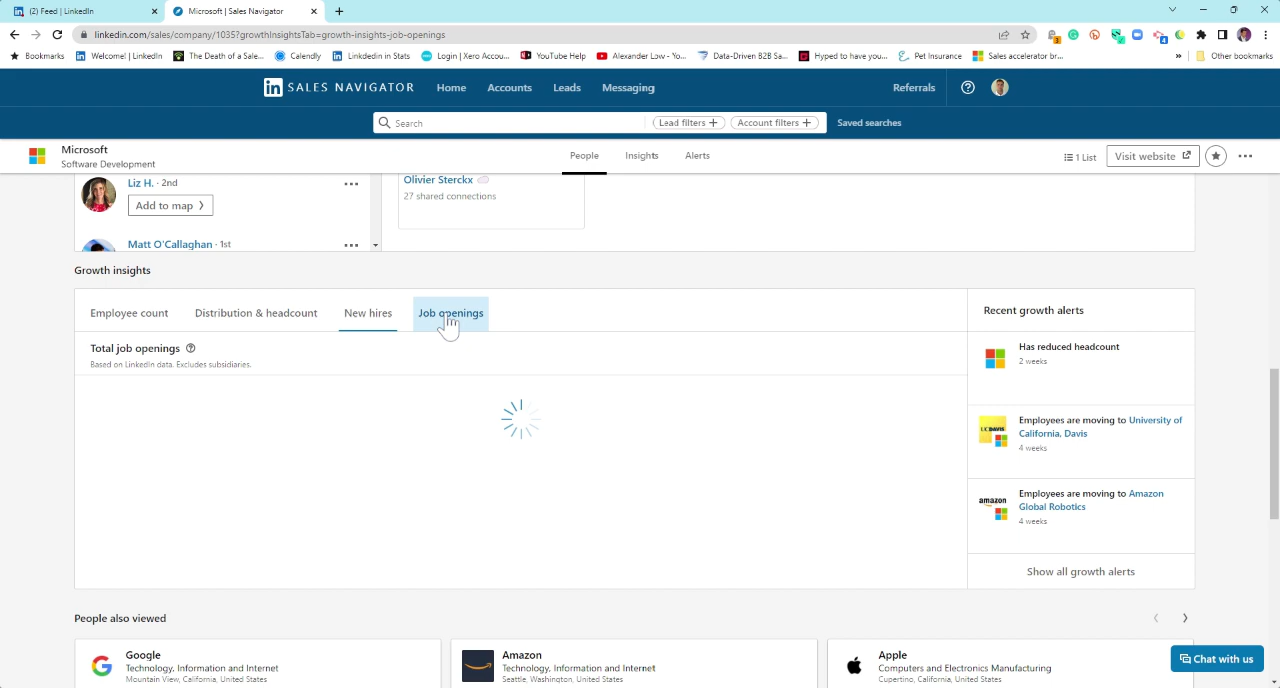 (2) Feed | LinkedIn
Microsoft | Sales Navigator
linkedin.com/sales/company/1035?growthInsightsTab=growth-insights-job-openings
Bookmarks
Welcome! | LinkedIn
The Death of a Sale...
Calendly
Linkdedin in Stats
Login | Xero Accou...
YouTube Help
Alexander Low - Yo...
Data-Driven B2B Sa...
Hyped to have you...
Pet Insurance
Sales accelerator br...
»
Other bookmarks
in SALES NAVIGATOR
Home
Accounts
Leads
Messaging
Referrals
Search
Lead filters +
Account filters +
Saved searches
Microsoft
Software Development
People
Insights
Alerts
1 List
Visit website
Liz H. · 2nd
Add to map
Matt O'Callaghan · 1st
Olivier Sterckx
27 shared connections
Growth insights
Employee count
Distribution & headcount
New hires
Job openings
Total job openings
Based on LinkedIn data. Excludes subsidiaries.
Recent growth alerts
Has reduced headcount
2 weeks
UC DAVIS
Employees are moving to University of
California, Davis
4 weeks
amazon
Employees are moving to Amazon
Global Robotics
4 weeks
Show all growth alerts
People also viewed
Google
Technology, Information and Internet
Mountain View, California, United States
Amazon
Technology, Information and Internet
Seattle, Washington, United States
Apple
Computers and Electronics Manufacturing
Cupertino, California, United States
Chat with us